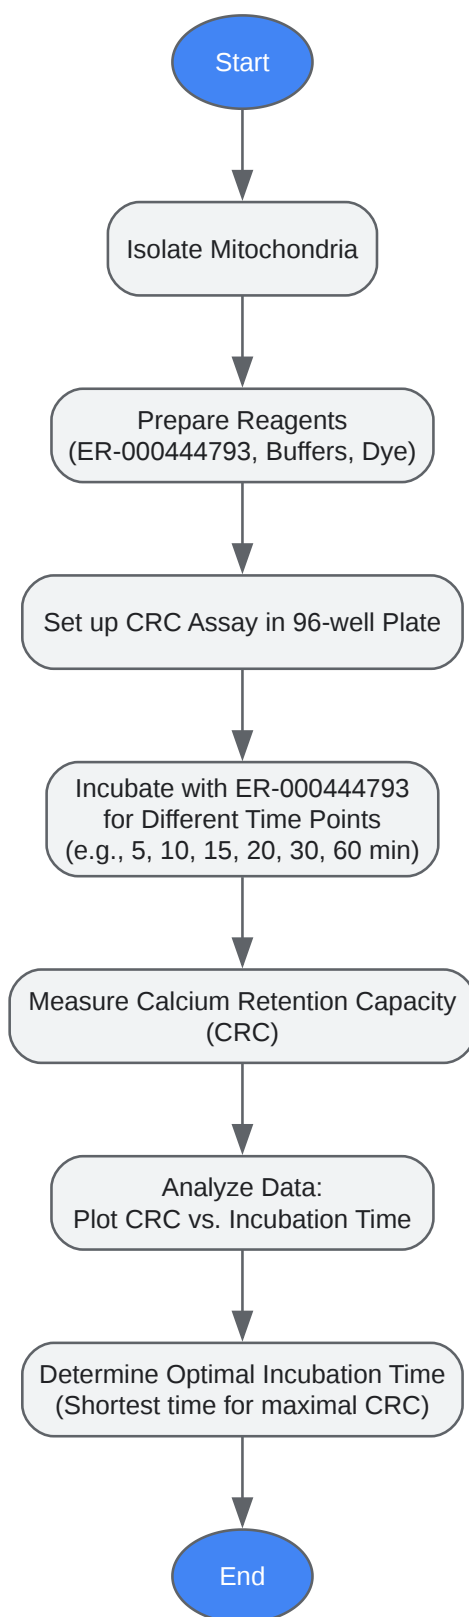 Start
Isolate Mitochondria
Prepare Reagents
(ER-000444793, Buffers, Dye)
Set up CRC Assay in 96-well Plate
Incubate with ER-000444793
for Different Time Points
(e.g., 5, 10, 15, 20, 30, 60 min)
Measure Calcium Retention Capacity
(CRC)
Analyze Data:
Plot CRC vs. Incubation Time
Determine Optimal Incubation Time
(Shortest time for maximal CRC)
End